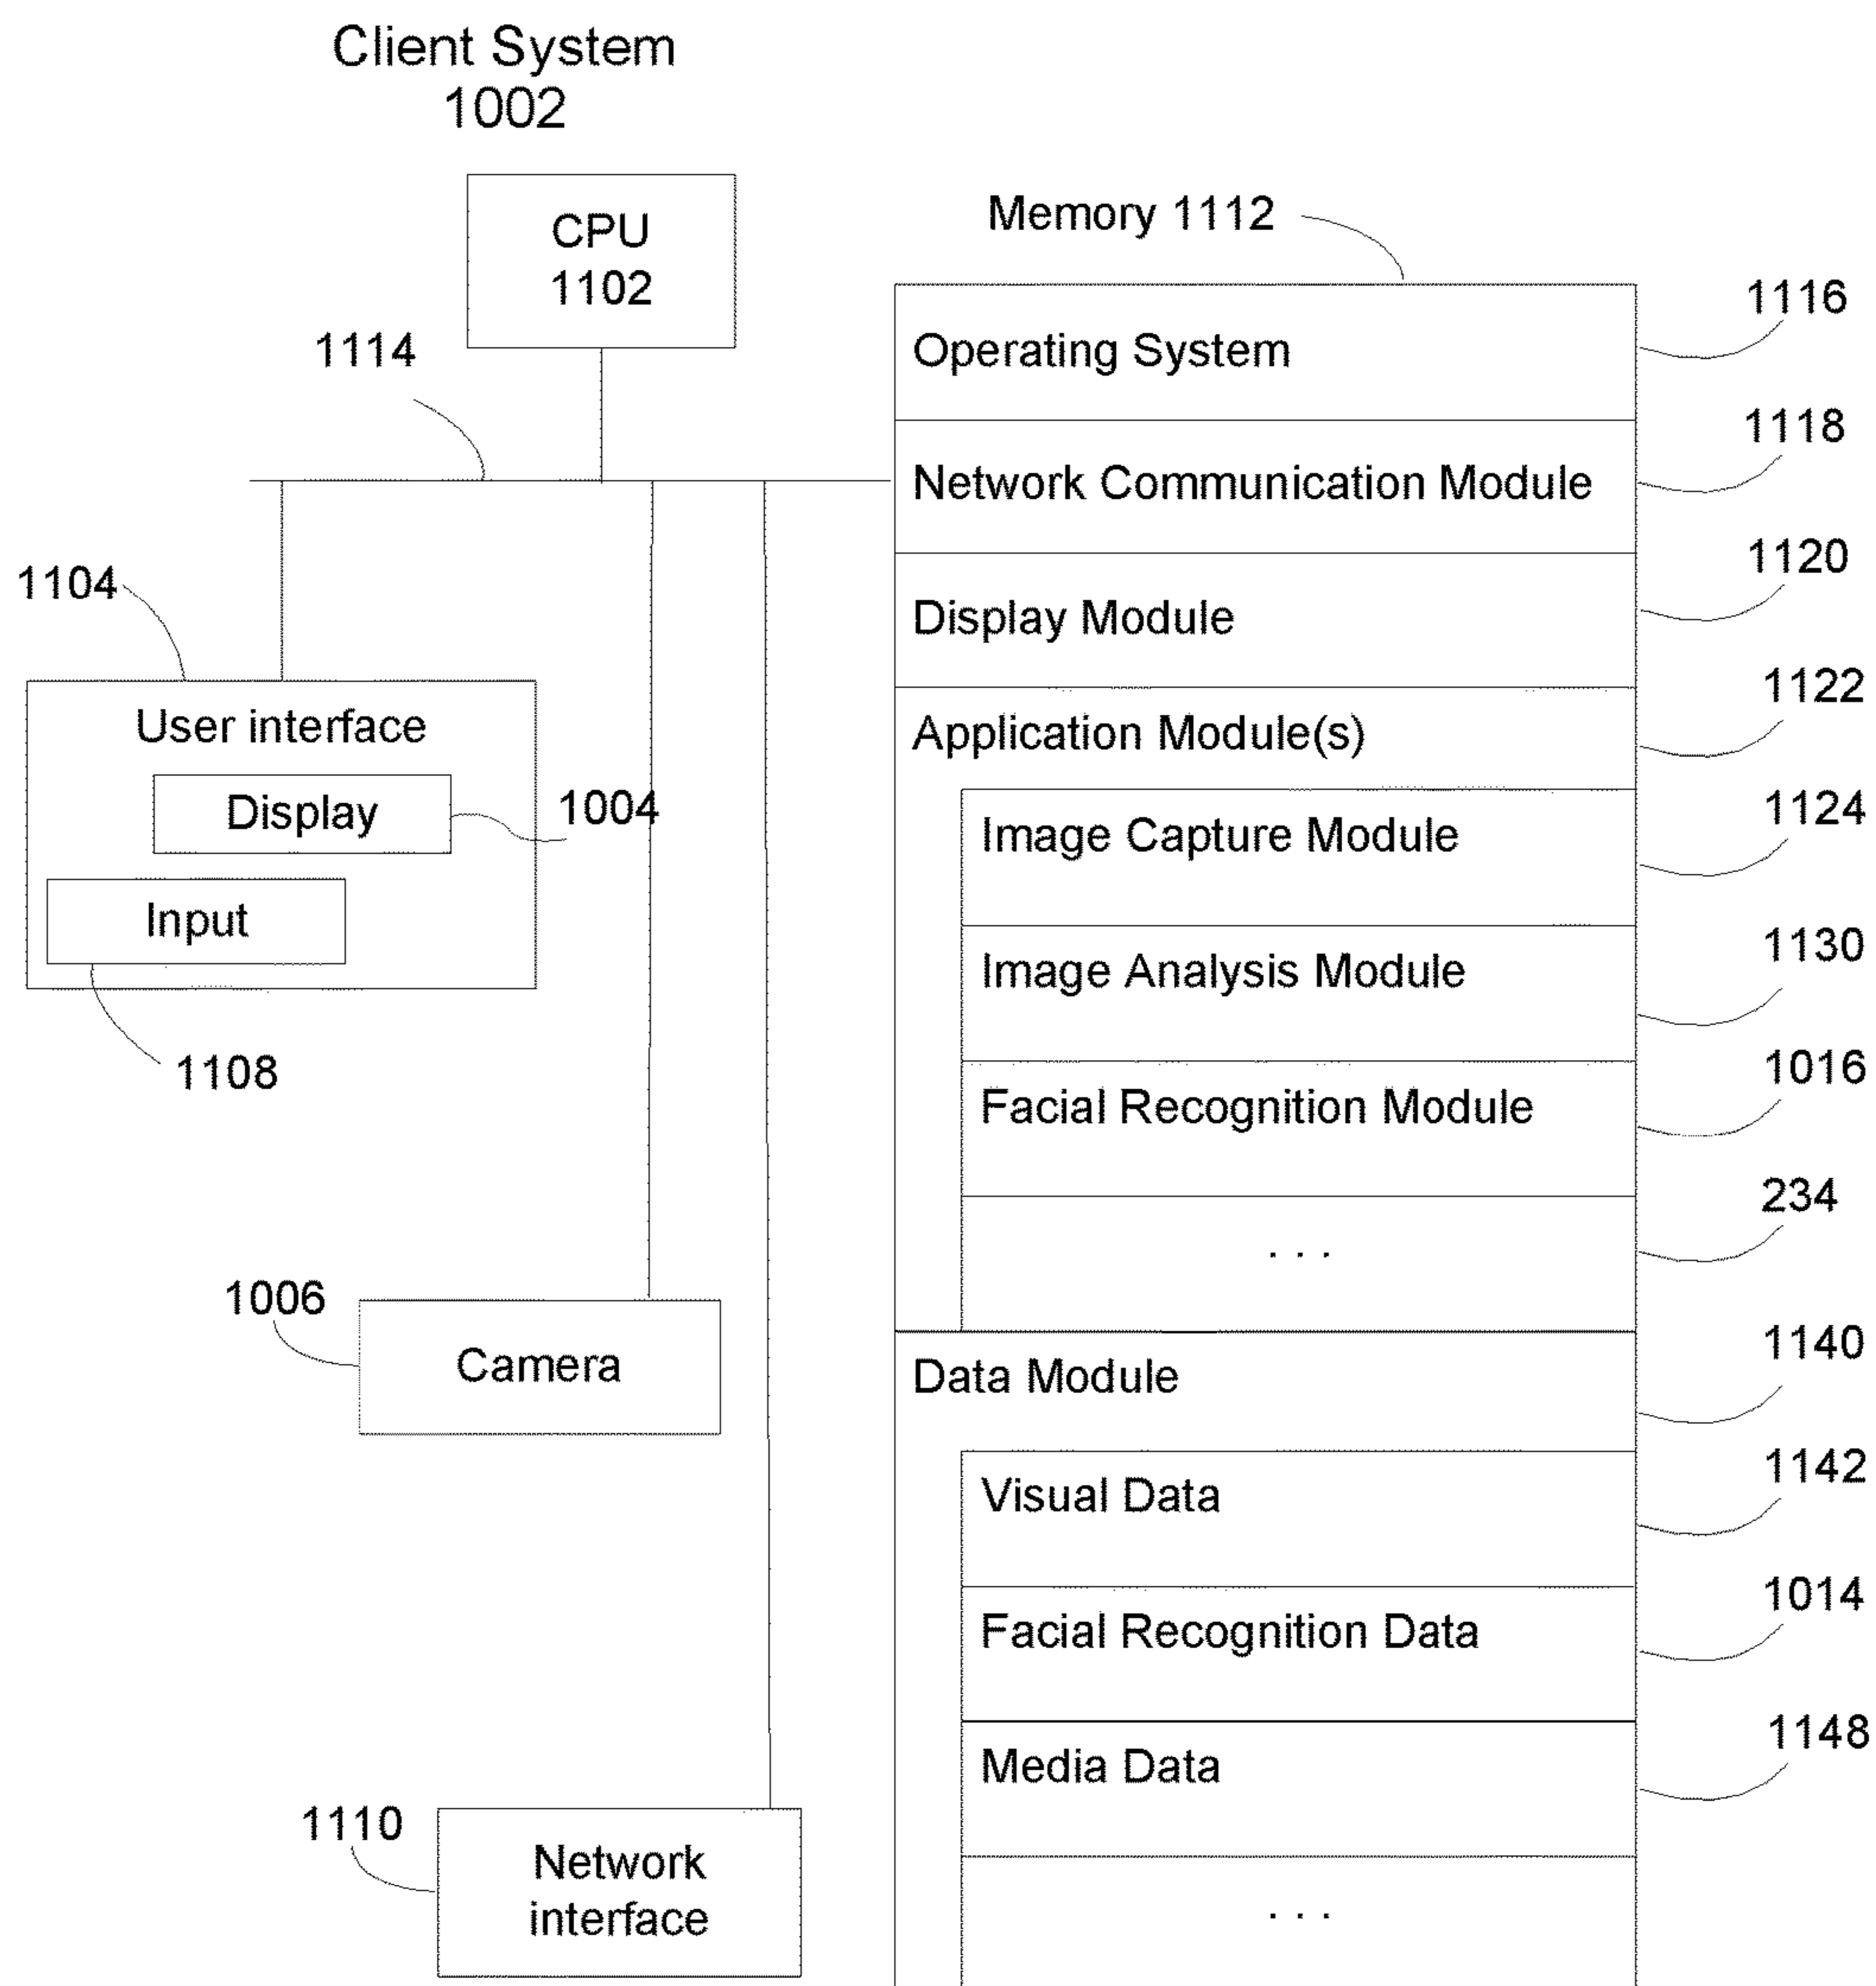 Client System
1002
CPU
1102
1114
1104
User interface
Display
1004
Input
1108
1006
Camera
1110
Network
interface
Memory 1112
Operating System
1116
Network Communication Module
1118
Display Module
1120
Application Module(s)
1122
Image Capture Module
1124
Image Analysis Module
1130
Facial Recognition Module
1016
. . .
234
Data Module
1140
Visual Data
1142
Facial Recognition Data
1014
Media Data
1148
. . .